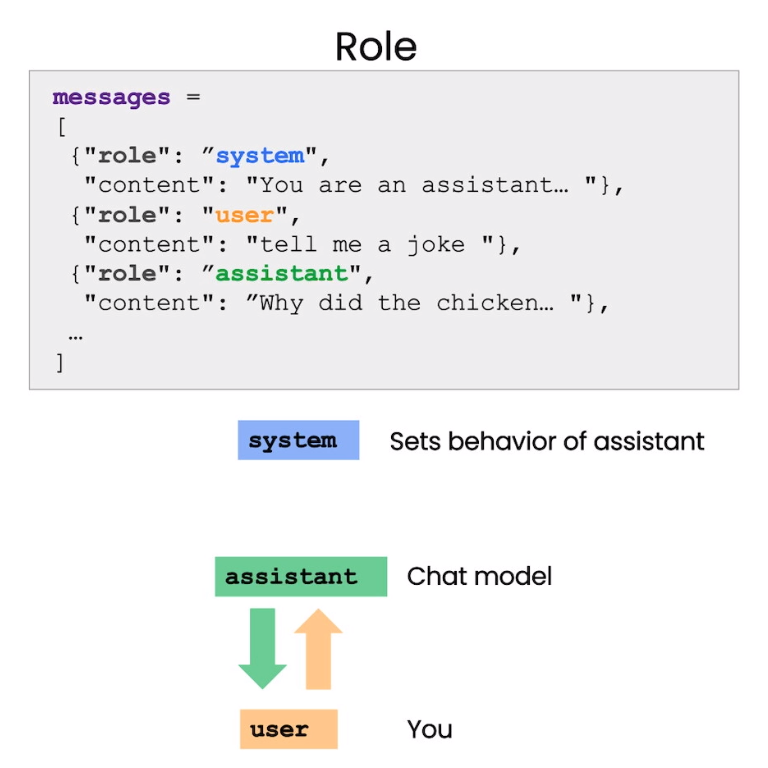 Role
messages =
[
{"role": ”system",
"content": "You are an assistant… "},
{"role": "user",
"content": "tell me a joke "},
{"role": ”assistant",
"content": ”Why did the chicken… "},
…
]
system Sets behavior of assistant
assistant Chat model
user You